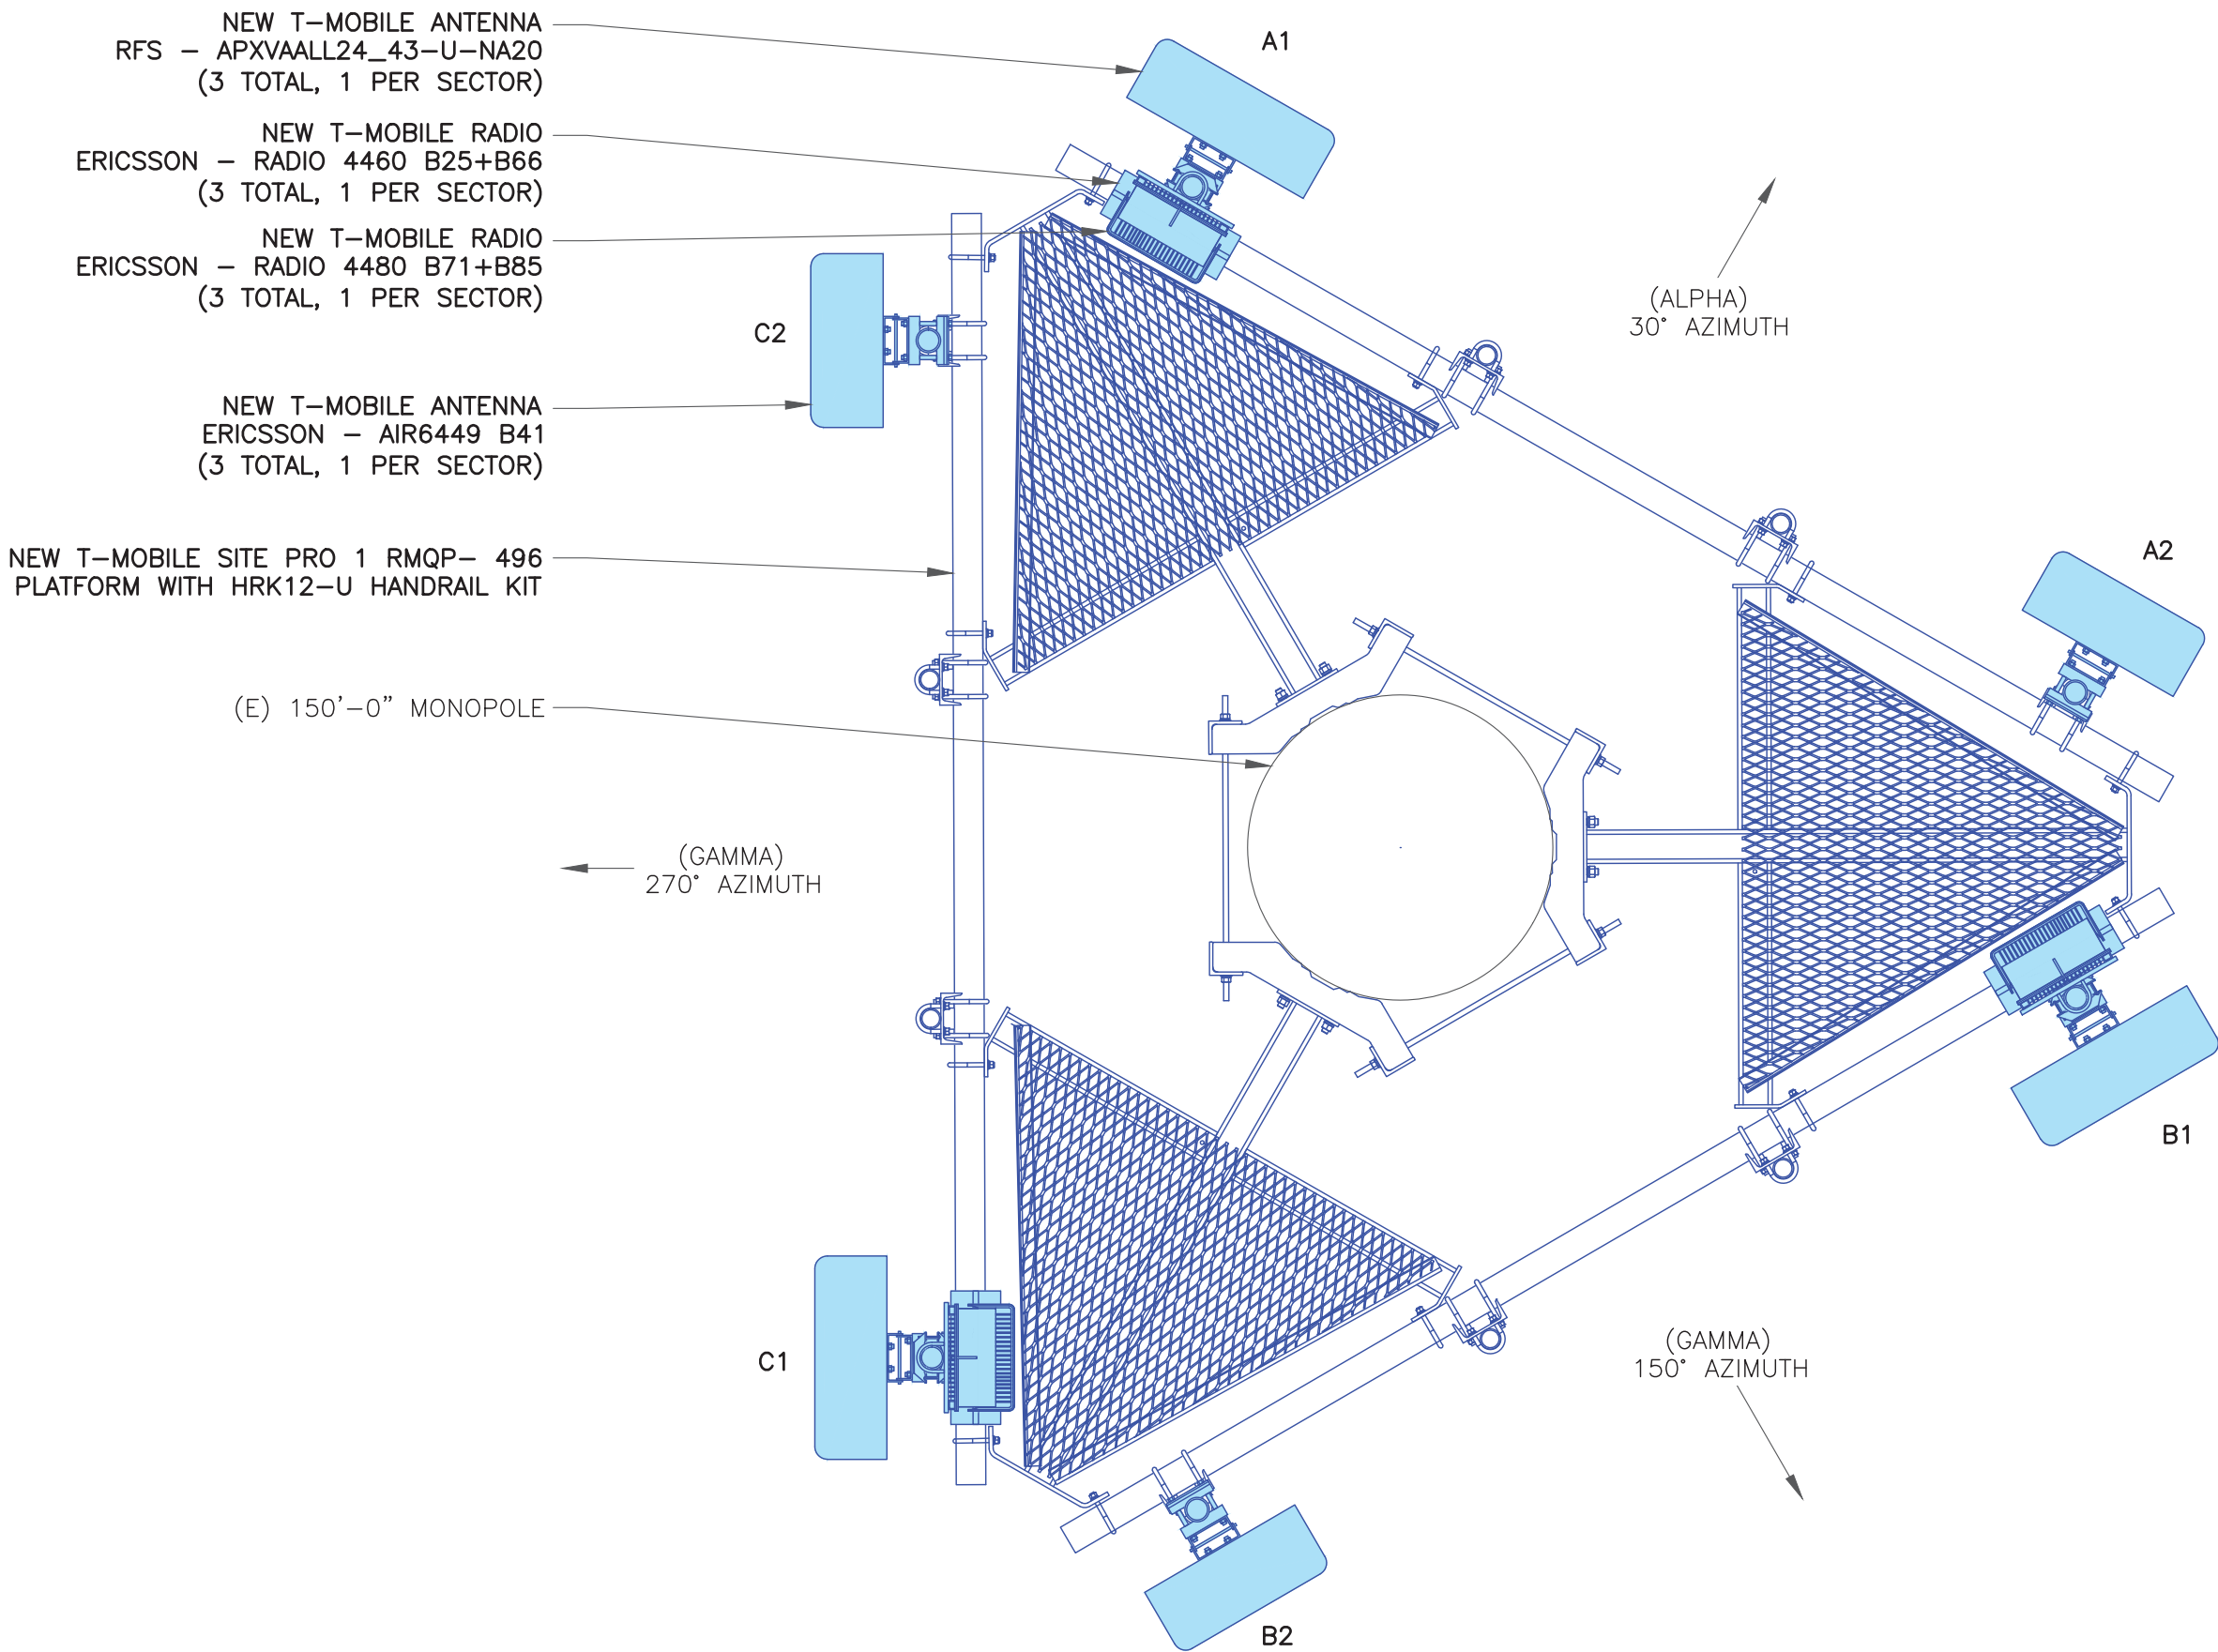 NEW T-MOBILE ANTENNA
RFS - APXVAALL24_43-U-NA20
(3 TOTAL, 1 PER SECTOR)
NEW T-MOBILE RADIO
ERICSSON - RADIO 4460 B25+B66
(3 TOTAL, 1 PER SECTOR)
NEW T-MOBILE RADIO
ERICSSON - RADIO 4480 B71+B85
(3 TOTAL, 1 PER SECTOR)
NEW T-MOBILE ANTENNA
ERICSSON - AIR6449 B41
(3 TOTAL, 1 PER SECTOR)
NEW T-MOBILE SITE PRO 1 RMQP- 496
PLATFORM WITH HRK12-U HANDRAIL KIT
(E) 150'-0" MONOPOLE
A1
C2
(ALPHA)
30° AZIMUTH
A2
(GAMMA)
270° AZIMUTH
B1
C1
(GAMMA)
150° AZIMUTH
B2